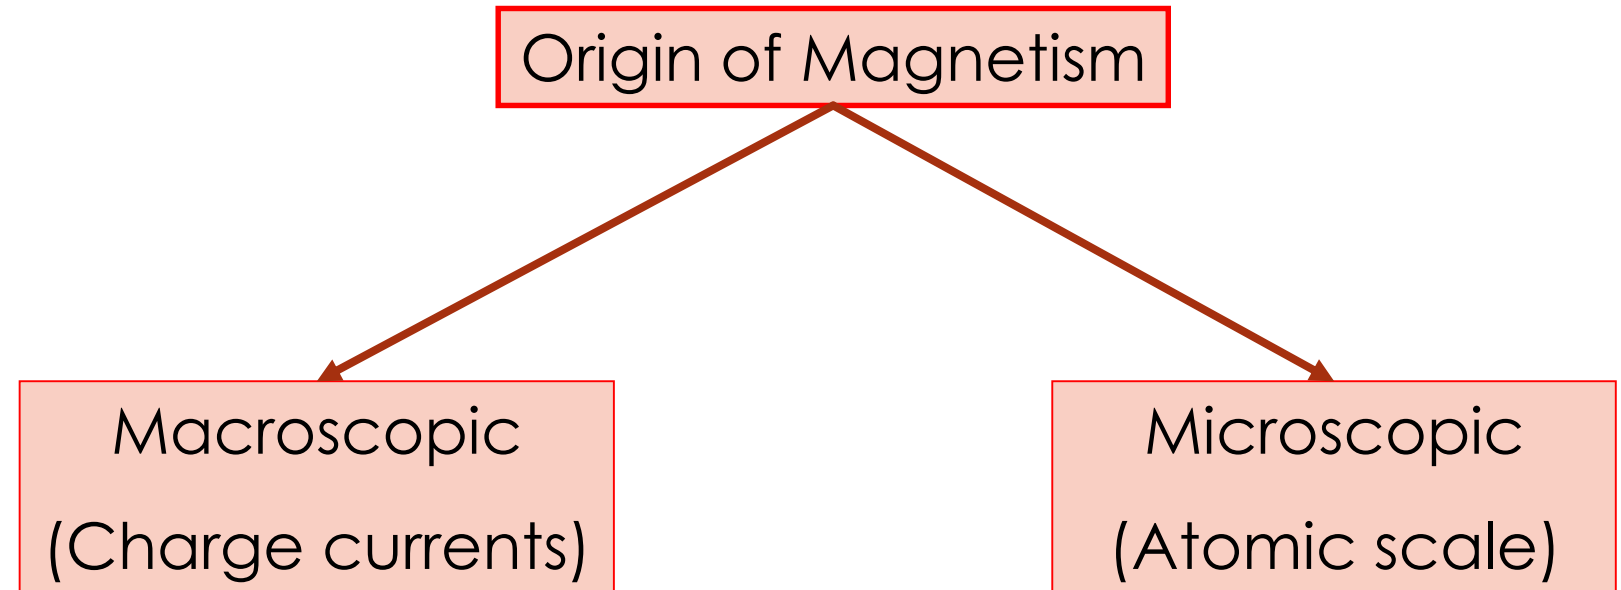 Origin of Magnetism
Macroscopic
(Charge currents)
Microscopic
(Atomic scale)